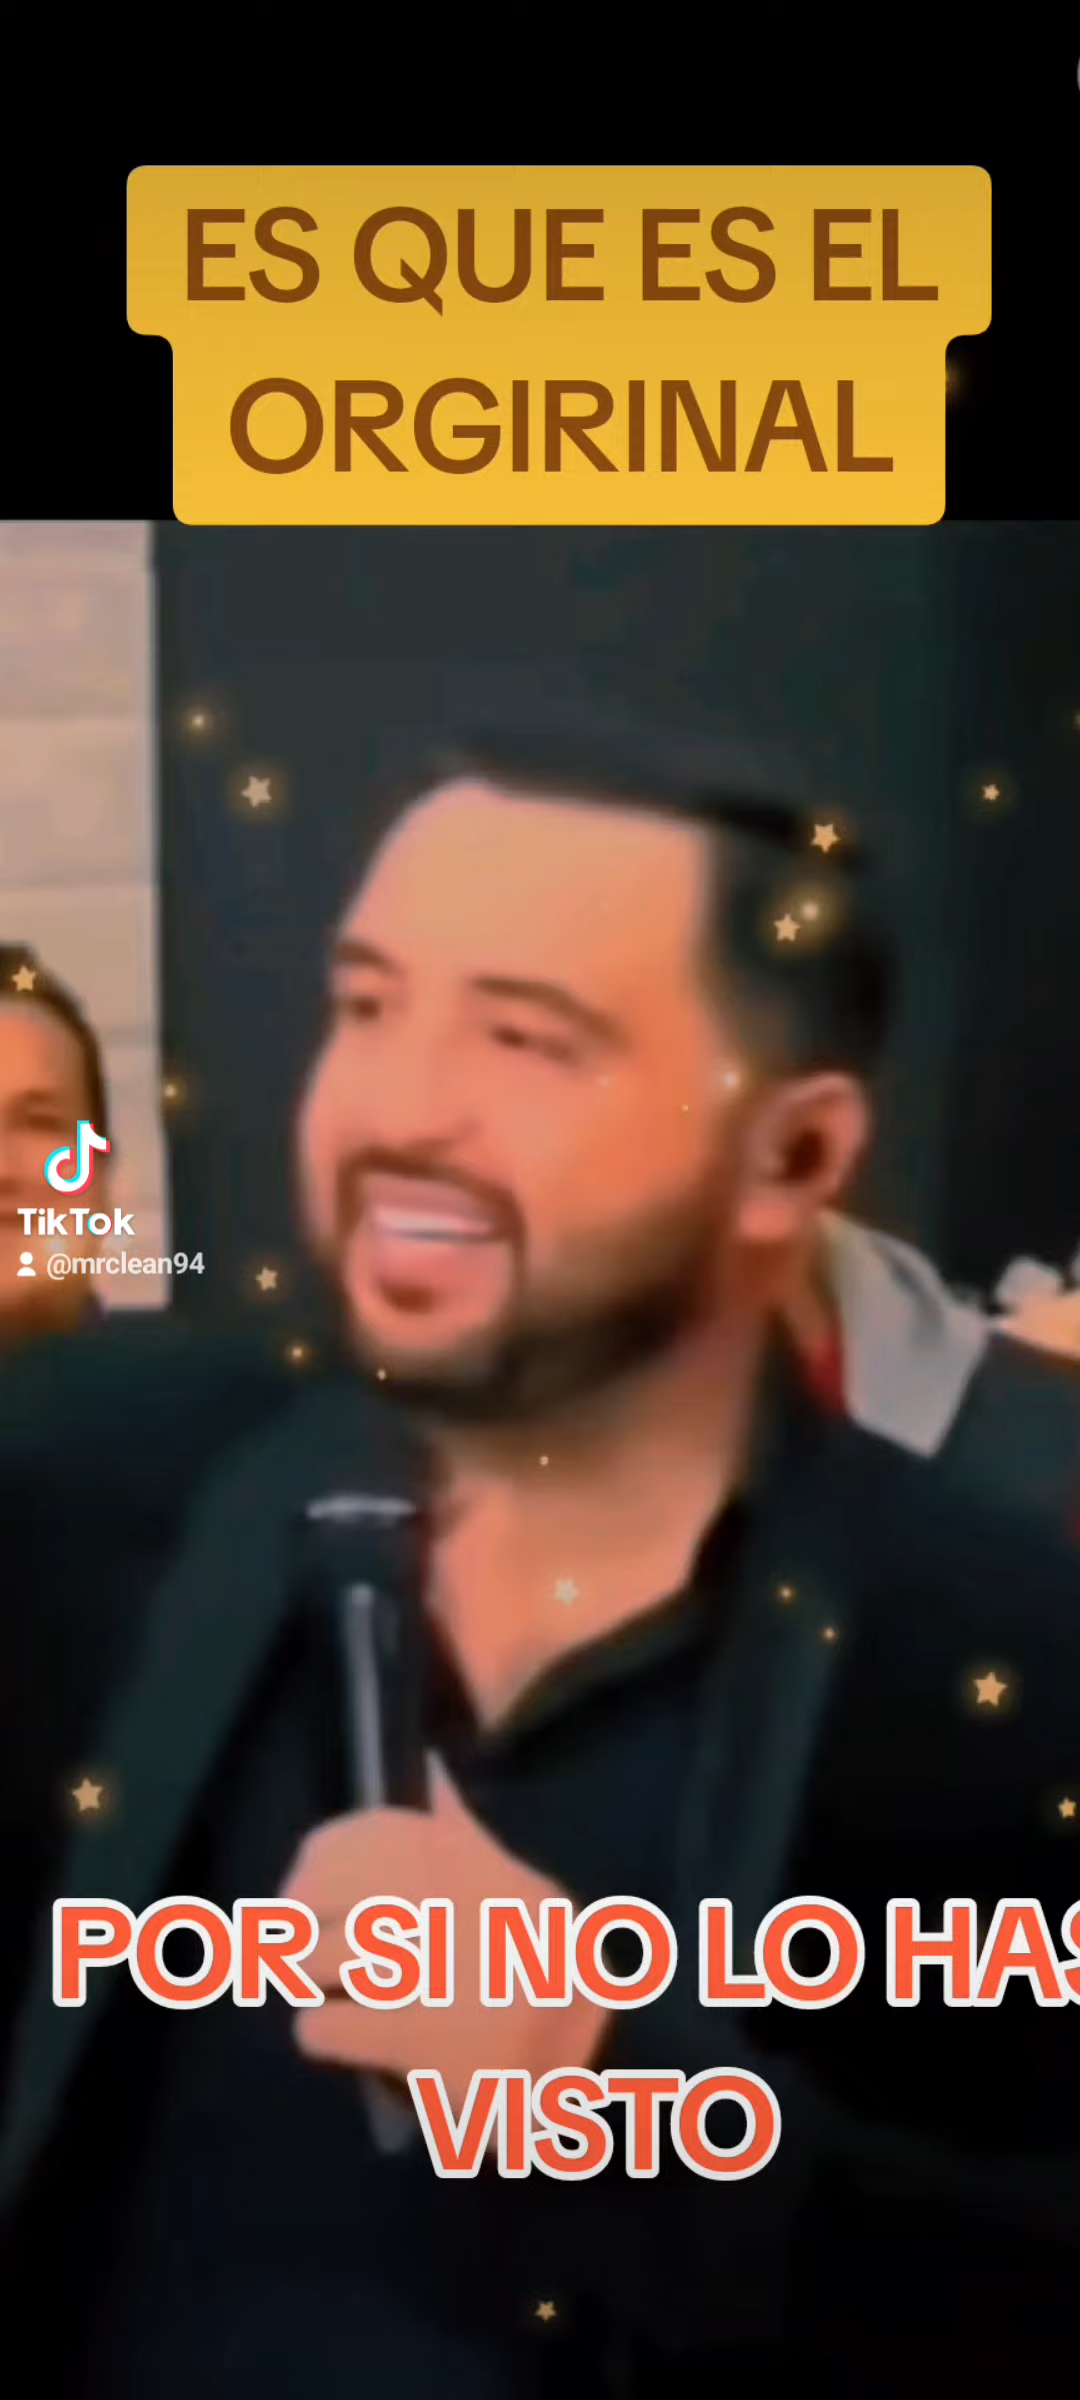 ES QUE ES EL
ORGIRINAL
TikTok
@mrclean94
POR SI NO LO HAS
VISTO